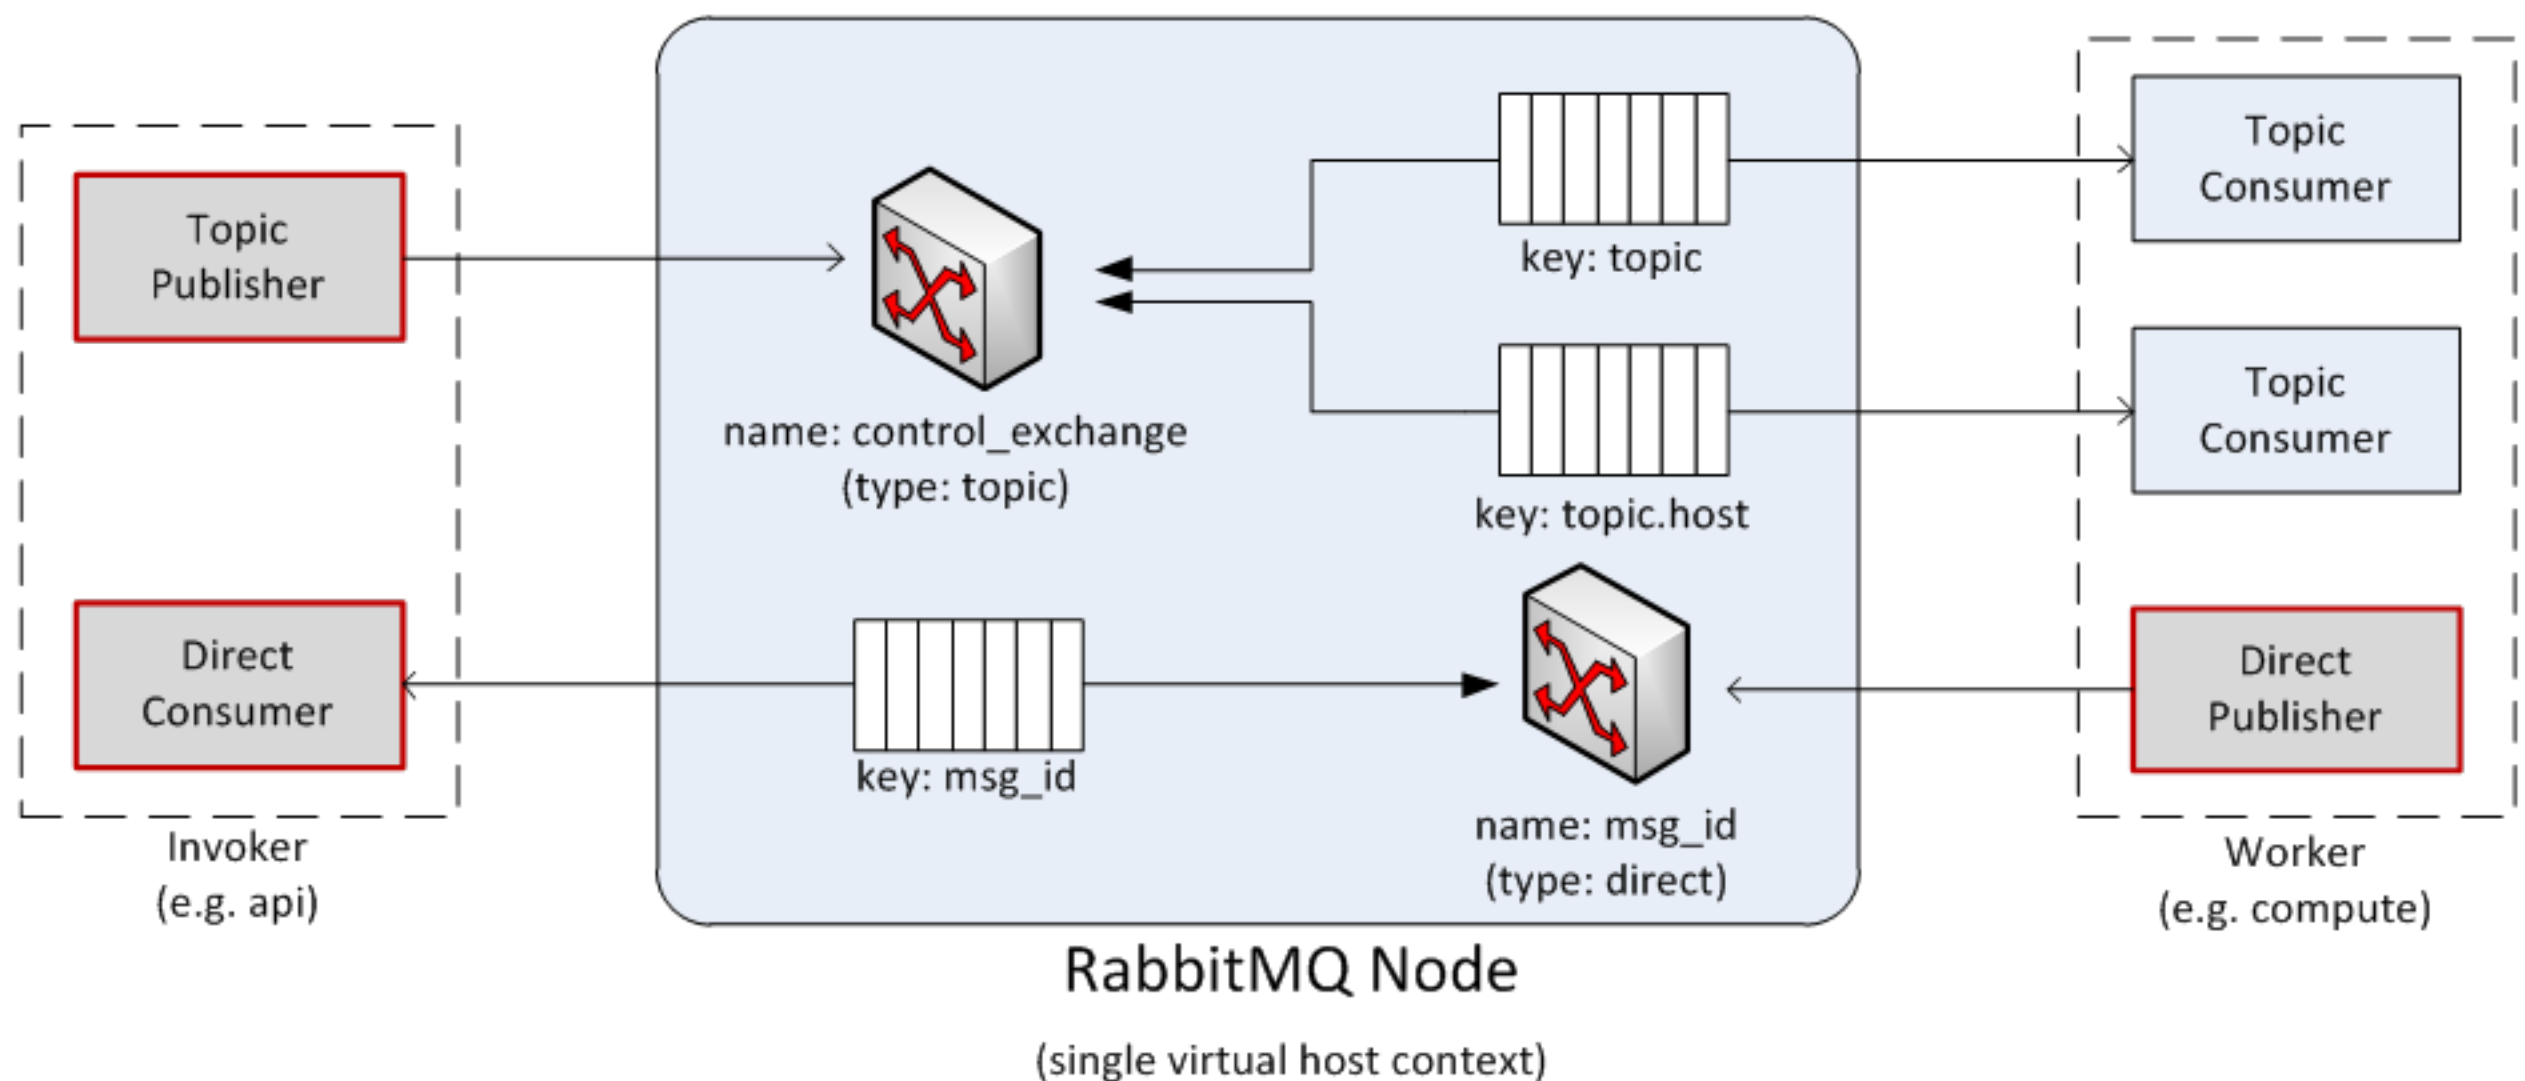 Topic
Publisher
Direct
Consumer
Invoker
(e.g. api)
name: control_exchange
(type: topic)
key: topic
key: topic.host
key: msg_id
name: msg_id
(type: direct)
RabbitMQ Node
(single virtual host context)
Topic
Consumer
Topic
Consumer
Direct
Publisher
Worker
(e.g. compute)